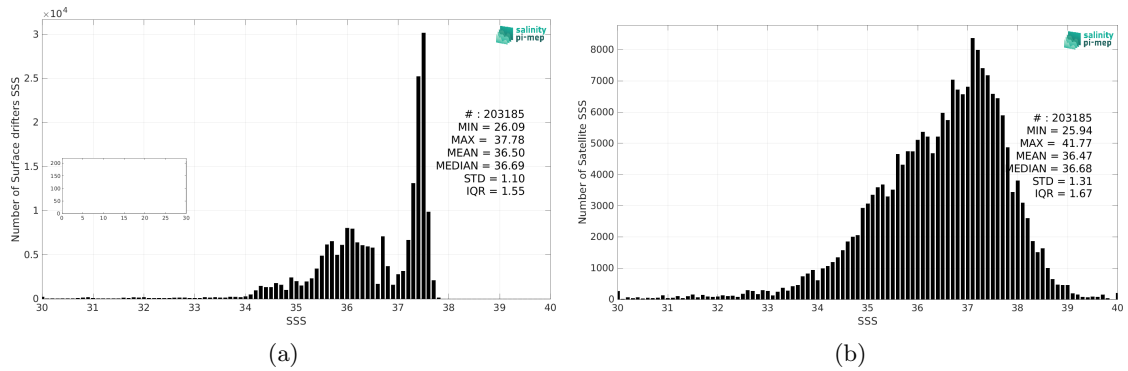 ×10⁴
salinity
pi-mep
# : 203185
MIN = 26.09
MAX = 37.78
MEAN = 36.50
MEDIAN = 36.69
STD = 1.10
IQR = 1.55
Number of Surface drifters SSS
3
2.5
2
1.5
1
0.5
0
200
150
100
50
0
0 5 10 15 20 25 30
30 31 32 33 34 35 36 37 38 39 40
SSS
(a)
salinity
pi-mep
# : 203185
MIN = 25.94
MAX = 41.77
MEAN = 36.47
MEDIAN = 36.68
STD = 1.31
IQR = 1.67
Number of Satellite SSS
8000
7000
6000
5000
4000
3000
2000
1000
0
30 31 32 33 34 35 36 37 38 39 40
SSS
(b)